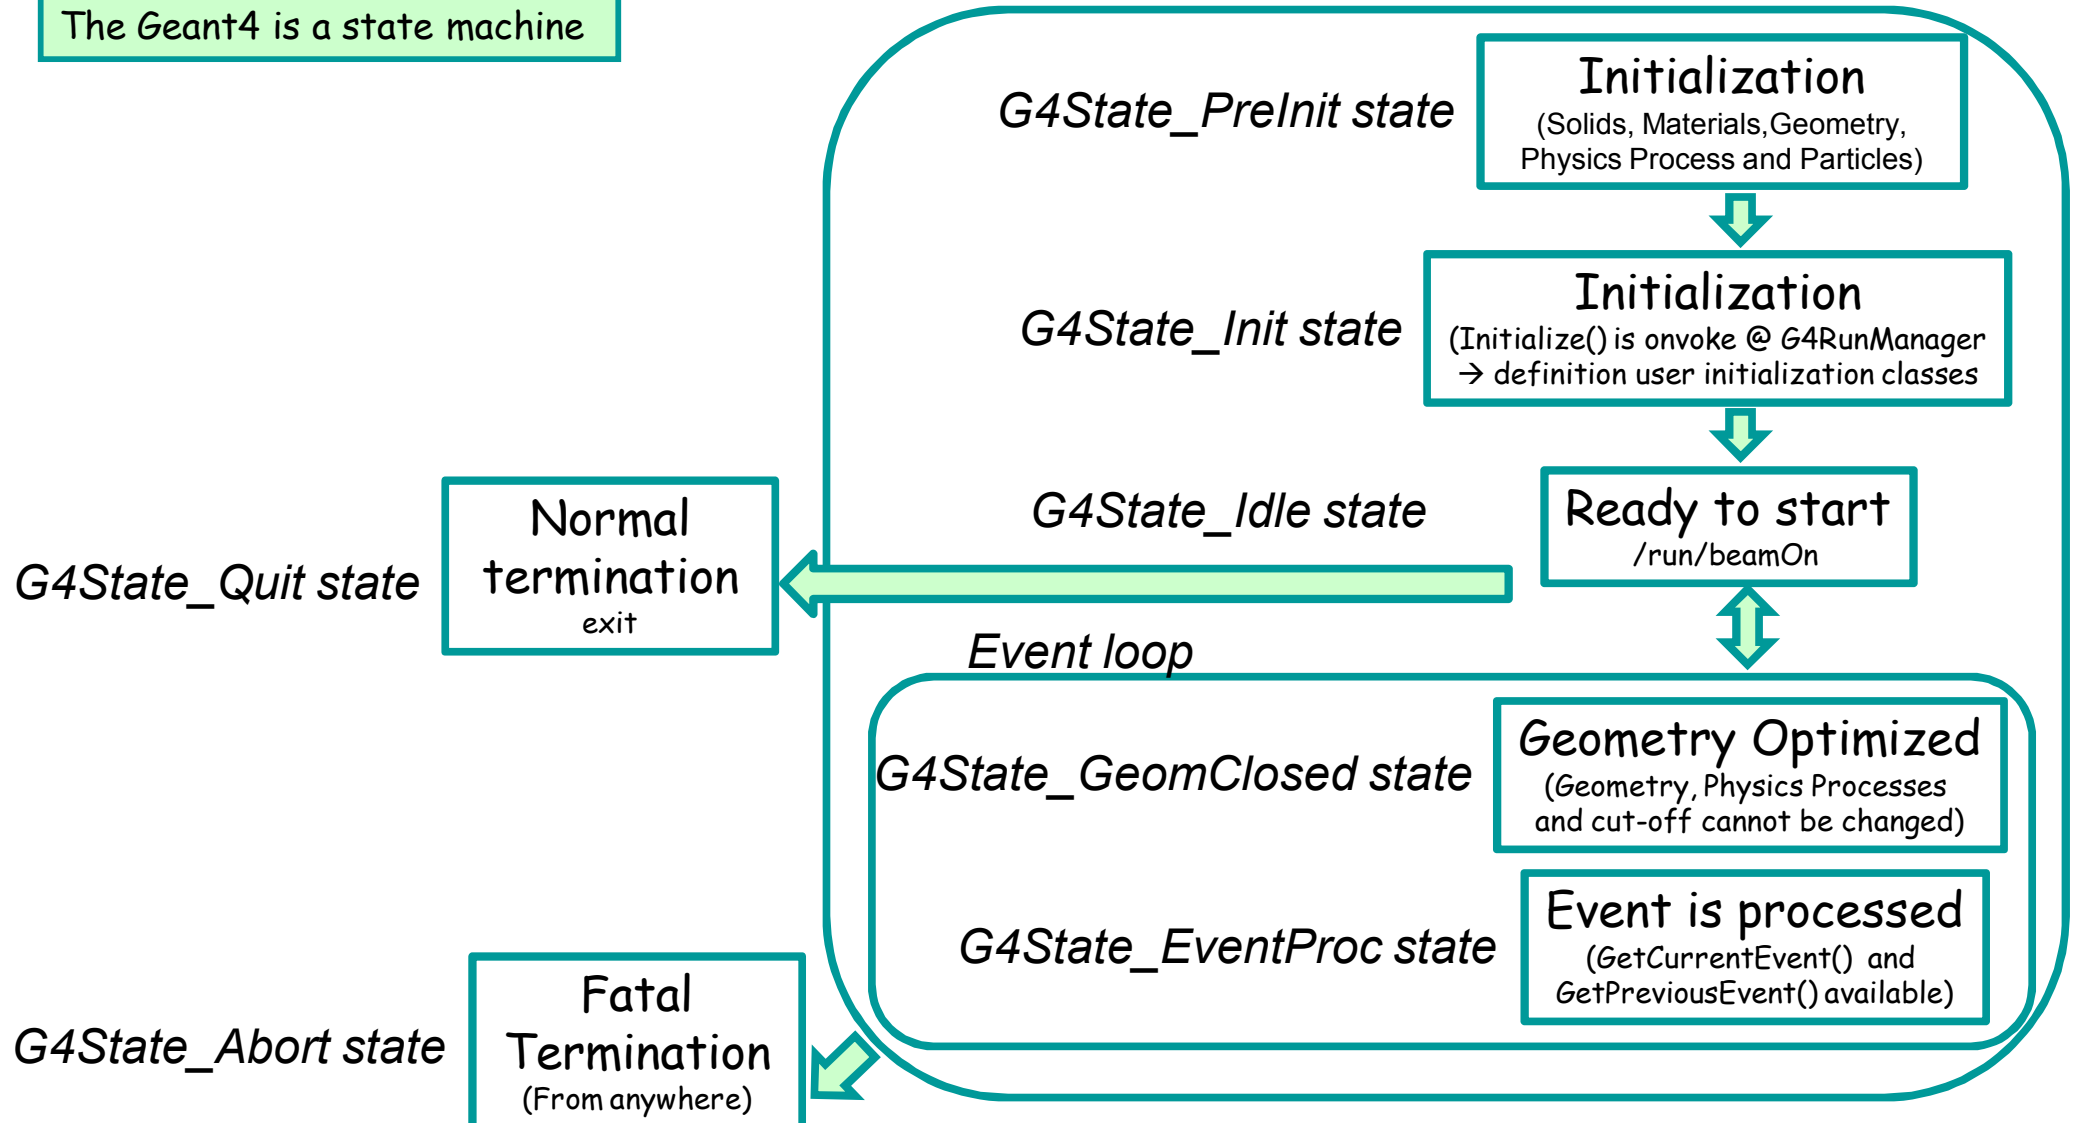 The Geant4 is a state machine
G4State_PreInit state
Initialization
(Solids, Materials,Geometry,
Physics Process and Particles)
G4State_Init state
Initialization
(Initialize() is onvoke @ G4RunManager
→ definition user initialization classes
G4State_Idle state
Ready to start
/run/beamOn
G4State_Quit state
Normal
termination
exit
Event loop
G4State_GeomClosed state
Geometry Optimized
(Geometry, Physics Processes
and cut-off cannot be changed)
G4State_EventProc state
Event is processed
(GetCurrentEvent() and
GetPreviousEvent() available)
G4State_Abort state
Fatal
Termination
(From anywhere)